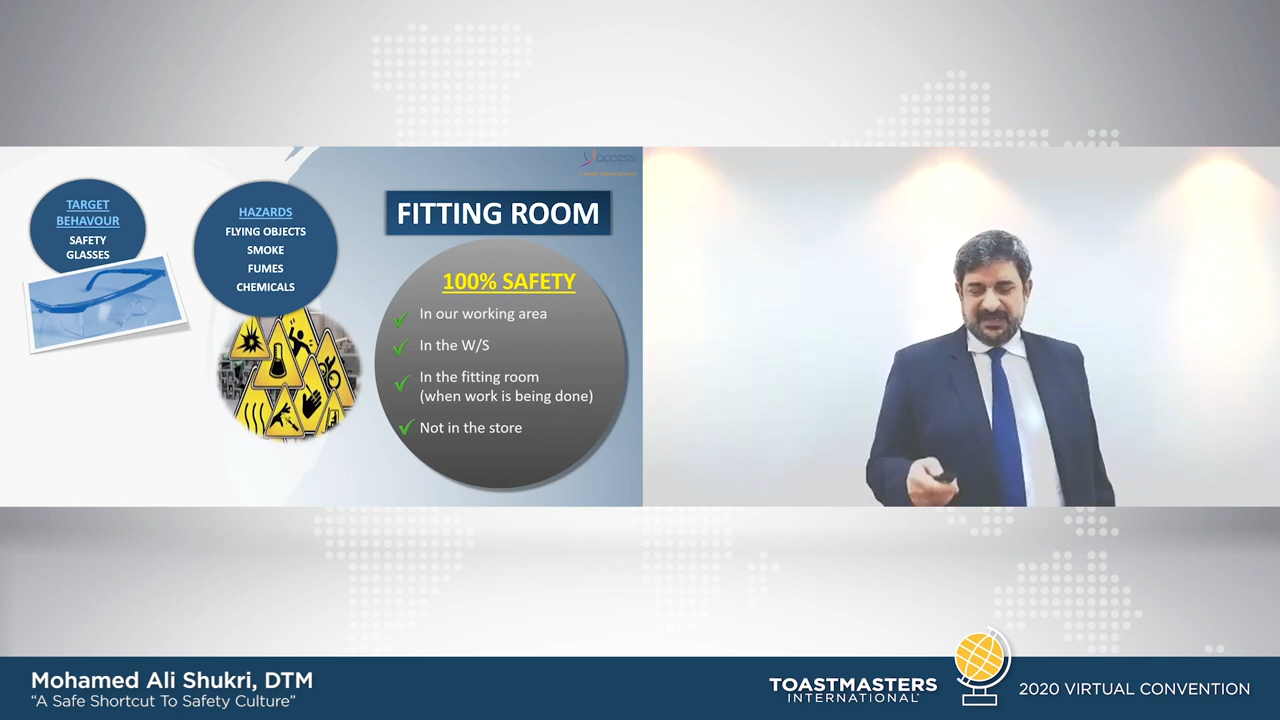 access
TARGET
BEHAVOUR
SAFETY
GLASSES
HAZARDS
FLYING OBJECTS
SMOKE
FUMES
CHEMICALS
FITTING ROOM
100% SAFETY
In our working area
In the W/S
In the fitting room
(when work is being done)
Not in the store
Mohamed Ali Shukri, DTM
“A Safe Shortcut To Safety Culture”
TOASTMASTERS
INTERNATIONAL
2020 VIRTUAL CONVENTION